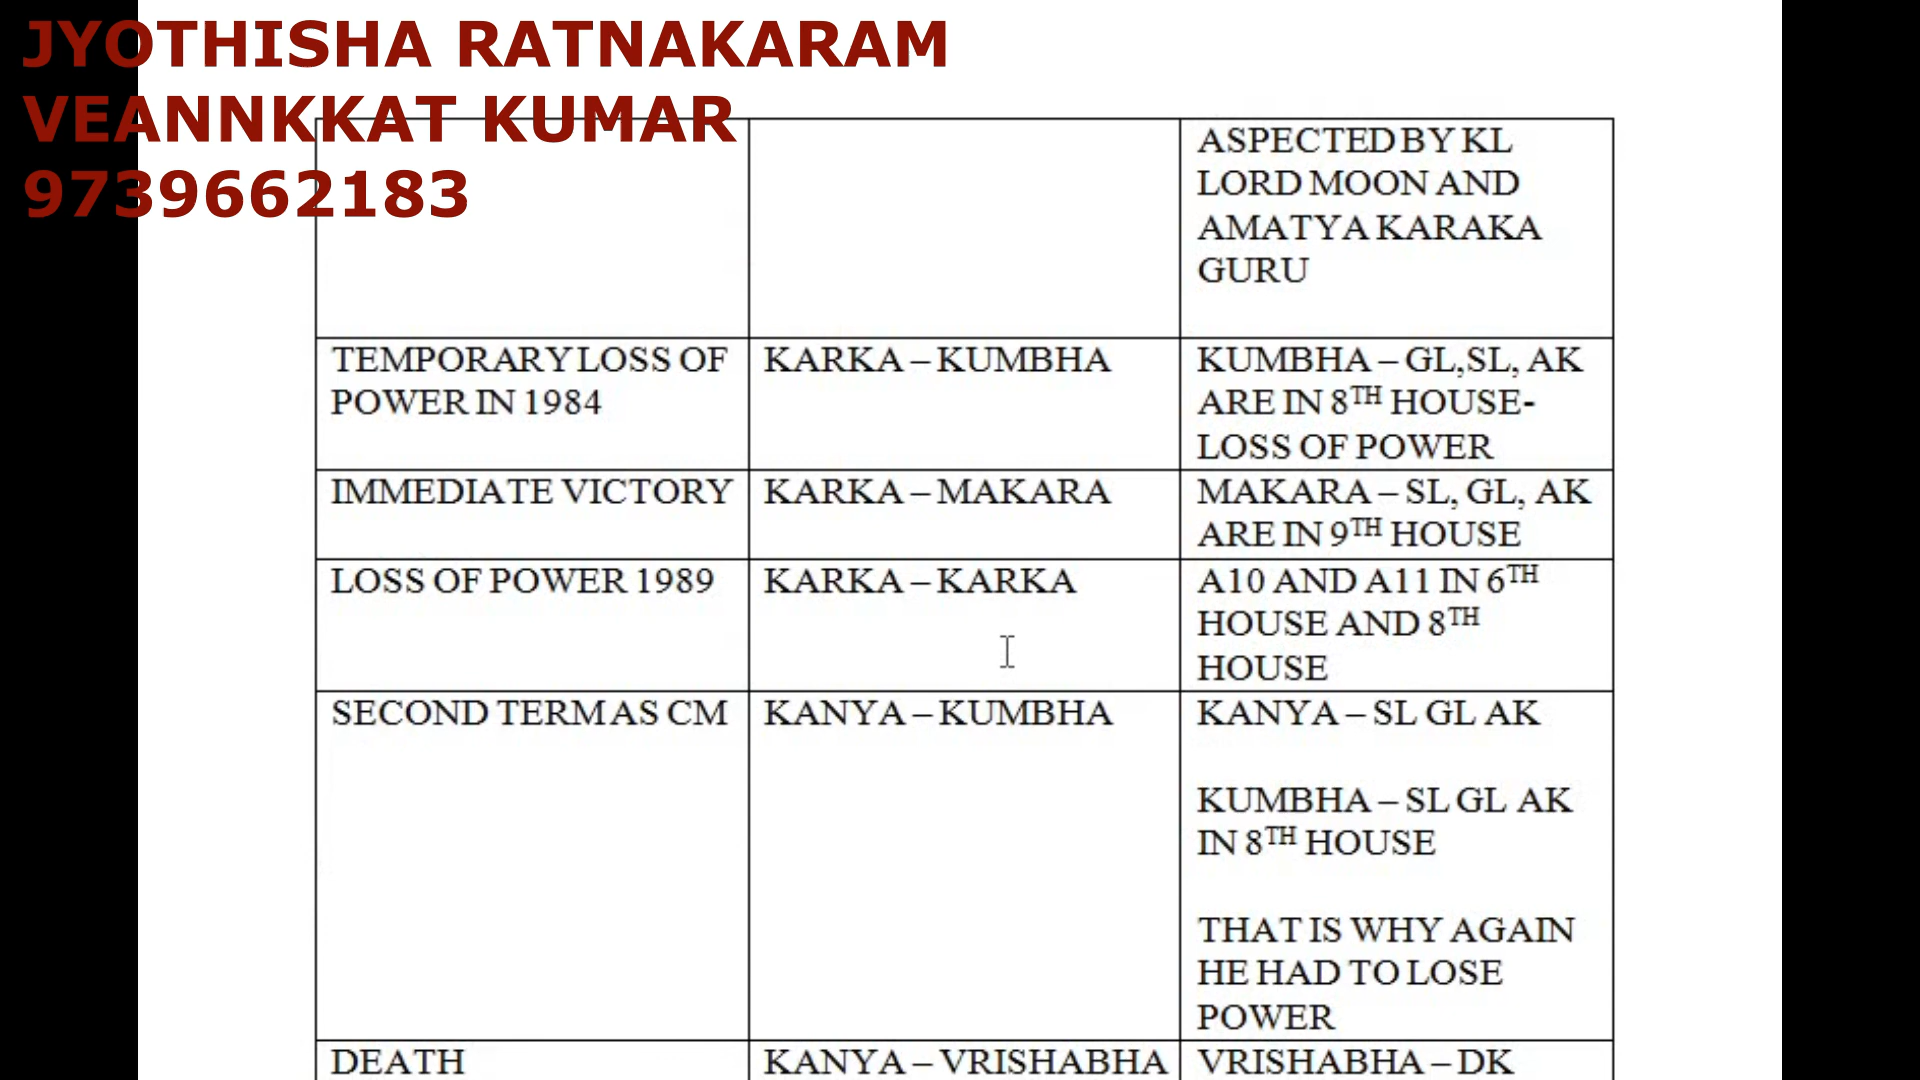 JYOTHISHA RATNAKARAM
VEANNKKAT KUMAR
9739662183
ASPECTED BY KL
LORD MOON AND
AMATYA KARAKA
GURU
TEMPORARY LOSS OF
POWER IN 1984
KARKA – KUMBHA
KUMBHA – GL,SL, AK
ARE IN 8TH HOUSE-
LOSS OF POWER
IMMEDIATE VICTORY
KARKA – MAKARA
MAKARA – SL, GL, AK
ARE IN 9TH HOUSE
LOSS OF POWER 1989
KARKA – KARKA
A10 AND A11 IN 6TH
HOUSE AND 8TH
HOUSE
SECOND TERM AS CM
KANYA – KUMBHA
KANYA – SL GL AK
KUMBHA – SL GL AK
IN 8TH HOUSE
THAT IS WHY AGAIN
HE HAD TO LOSE
POWER
DEATH
KANYA – VRISHABHA
VRISHABHA – DK